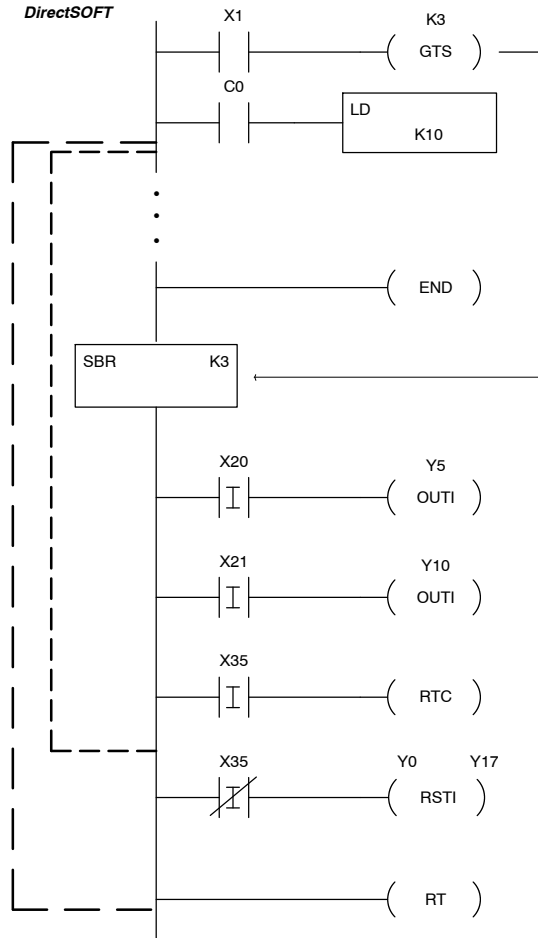 DirectSOFT
X1 K3
GTS
C0
LD
K10
END
SBR K3
X20 Y5
OUTI
X21 Y10
OUTI
X35
RTC
X35 Y0 Y17
RSTI
RT